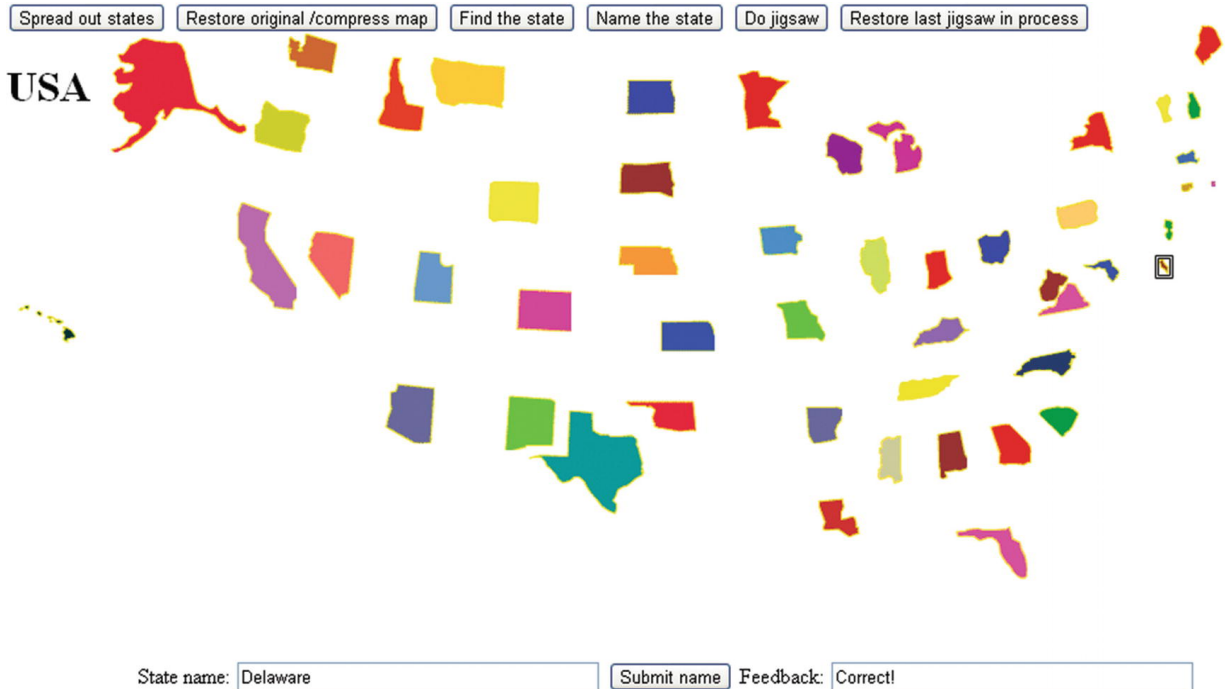 Spread out states Restore original /compress map Find the state Name the state Do jigsaw Restore last jigsaw in process
USA
State name: Delaware Submit name Feedback: Correct!